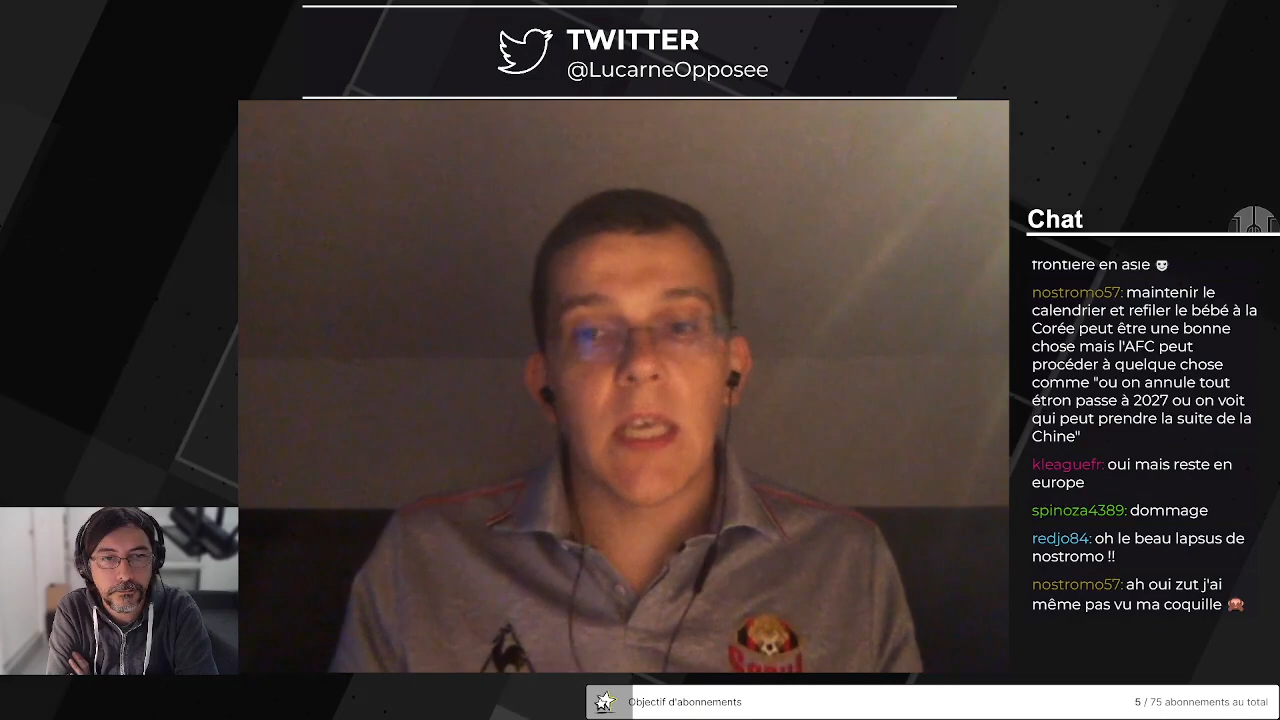 TWITTER
@LucarneOpposee
Chat
frontière en asie
nostromo57: maintenir le
calendrier et refiler le bébé à la
Corée peut être une bonne
chose mais l'AFC peut
procéder à quelque chose
comme "ou on annule tout
étron passe à 2027 ou on voit
qui peut prendre la suite de la
Chine"
kleaguefr: oui mais reste en
europe
spinoza4389: dommage
redjo84: oh le beau lapsus de
nostromo !!
nostromo57: ah oui zut j'ai
même pas vu ma coquille
Seoul
Objectif d'abonnements
5 / 75 abonnements au total